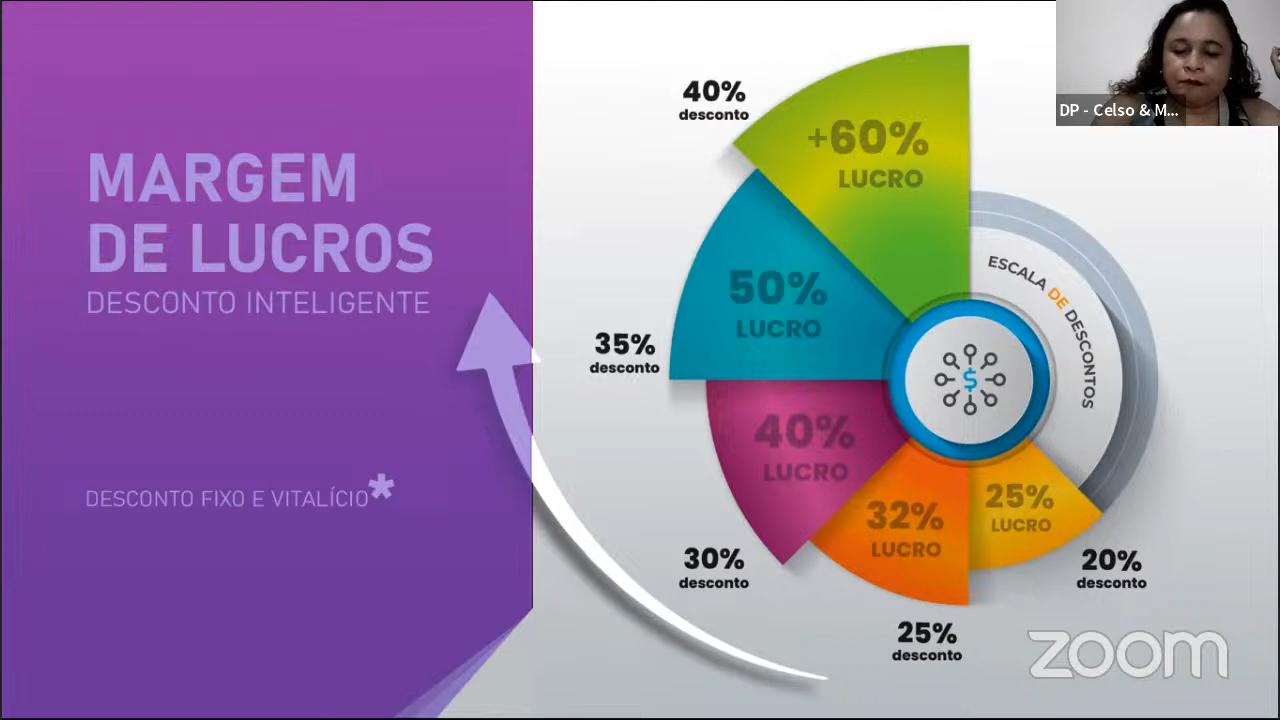 MARGEM
DE LUCROS
DESCONTO INTELIGENTE
DESCONTO FIXO E VITALÍCIO*
40%
desconto
+60%
LUCRO
35%
desconto
50%
LUCRO
30%
desconto
40%
LUCRO
25%
desconto
32%
LUCRO
20%
desconto
25%
LUCRO
ESCALA DE DESCONTOS
$
DP - Celso & M...
zoom